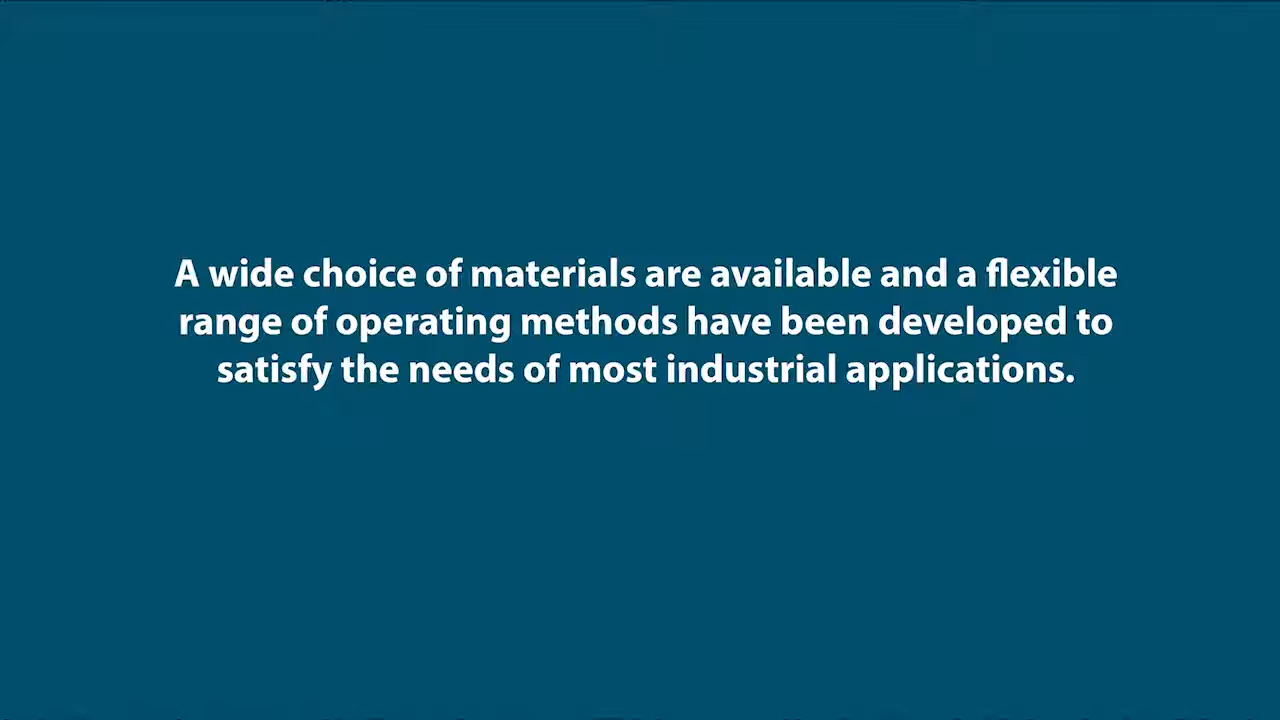 A wide choice of materials are available and a flexible
range of operating methods have been developed to
satisfy the needs of most industrial applications.